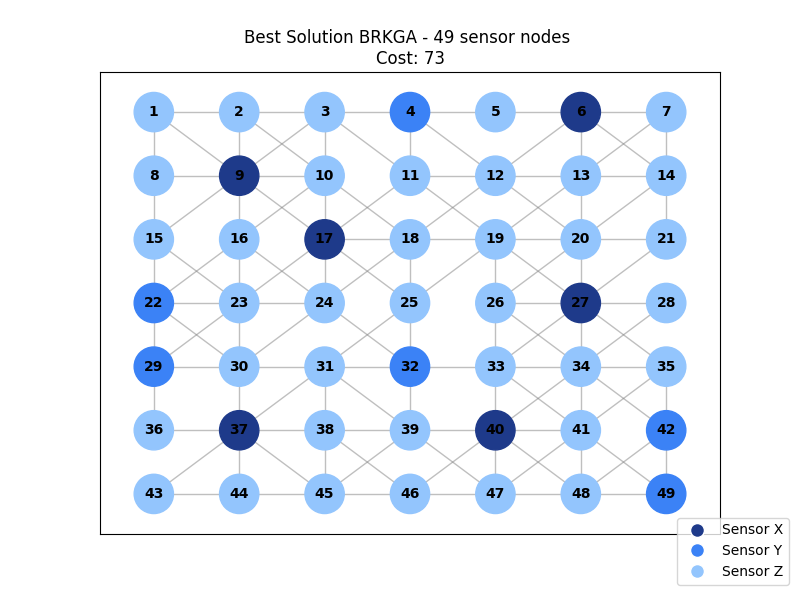 Best Solution BRKGA - 49 sensor nodes
Cost: 73
1 2 3 4 5 6 7
8 9 10 11 12 13 14
15 16 17 18 19 20 21
22 23 24 25 26 27 28
29 30 31 32 33 34 35
36 37 38 39 40 41 42
43 44 45 46 47 48 49
Sensor X
Sensor Y
Sensor Z